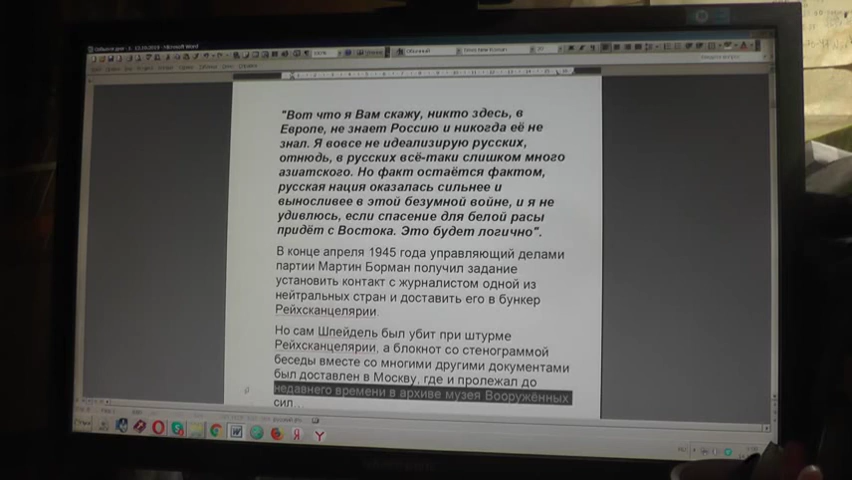 "Вот что я Вам скажу, никто здесь, в
Европе, не знает Россию и никогда её не
знал. Я вовсе не идеализирую русских,
отнюдь, в русских всё-таки слишком много
азиатского. Но факт остаётся фактом,
русская нация оказалась сильнее и
выносливее в этой безумной войне, и я не
удивлюсь, если спасение для белой расы
придёт с Востока. Это будет логично".
В конце апреля 1945 года управляющий делами
партии Мартин Борман получил задание
установить контакт с журналистом одной из
нейтральных стран и доставить его в бункер
Рейхсканцелярии.
Но сам Шпейдель был убит при штурме
Рейхсканцелярии, а блокнот со стенограммой
беседы вместе со многими другими документами
был доставлен в Москву, где и пролежал до
недавнего времени в архиве музея Вооружённых
сил...